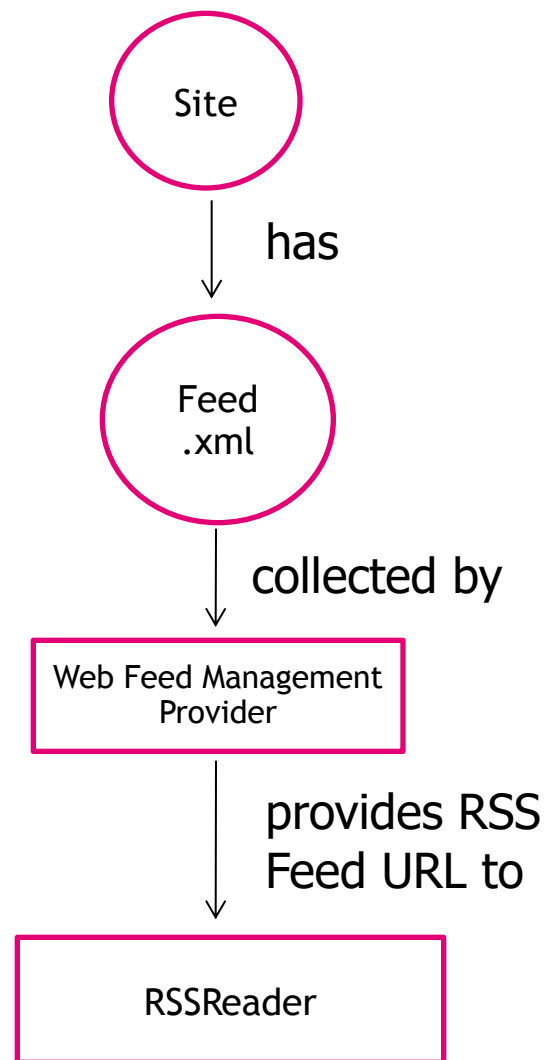 Site
has
Feed
.xml
collected by
Web Feed Management
Provider
provides RSS
Feed URL to
RSSReader